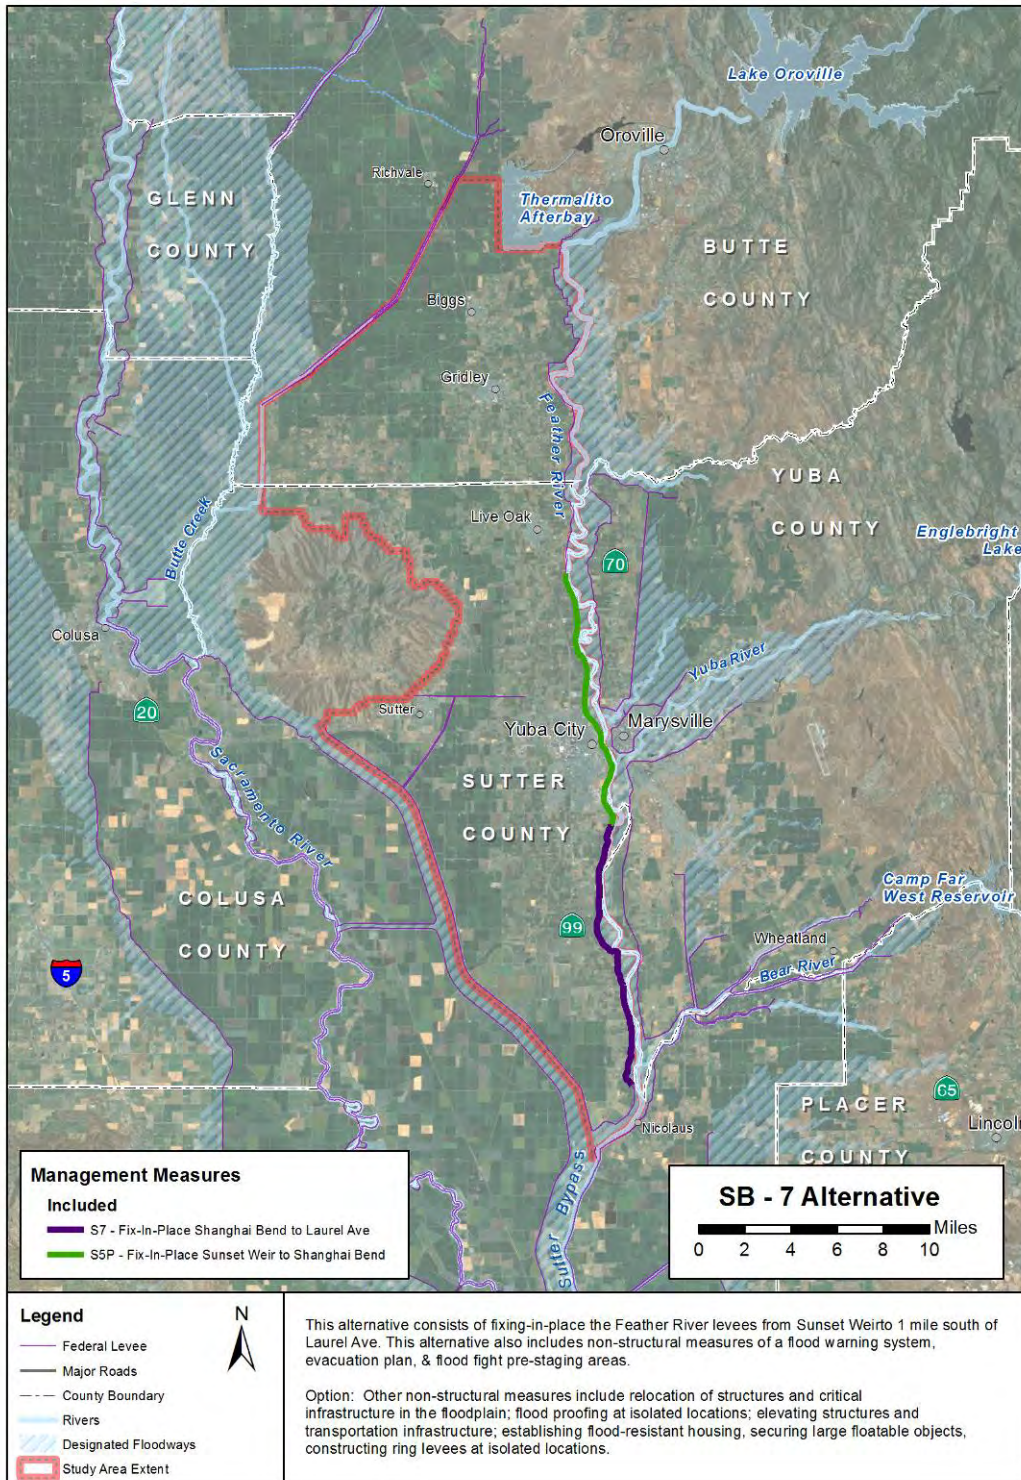 Lake Oroville
Oroville
Richvale
GLENN
COUNTY
Thermalito
Afterbay
BUTTE
COUNTY
Biggs
Gridley
Feather River
YUBA
COUNTY
Live Oak
Butte Creek
Englebright
Lake
70
Colusa
20
Yuba River
Sutter
Yuba City
Marysville
SUTTER
COUNTY
Sacramento River
COLUSA
COUNTY
Camp Far
West Reservoir
99
Wheatland
Bear River
5
PLACER
COUNTY
65
Nicolaus
Lincoln
Sutter Bypass
Management Measures
Included
S7 - Fix-In-Place Shanghai Bend to Laurel Ave
S5P - Fix-In-Place Sunset Weir to Shanghai Bend
SB - 7 Alternative
Miles
0 2 4 6 8 10
Legend
N
Federal Levee
Major Roads
County Boundary
Rivers
Designated Floodways
Study Area Extent
This alternative consists of fixing-in-place the Feather River levees from Sunset Weirto 1 mile south of
Laurel Ave. This alternative also includes non-structural measures of a flood warning system,
evacuation plan, & flood fight pre-staging areas.
Option: Other non-structural measures include relocation of structures and critical
infrastructure in the floodplain; flood proofing at isolated locations; elevating structures and
transportation infrastructure; establishing flood-resistant housing, securing large floatable objects,
constructing ring levees at isolated locations.